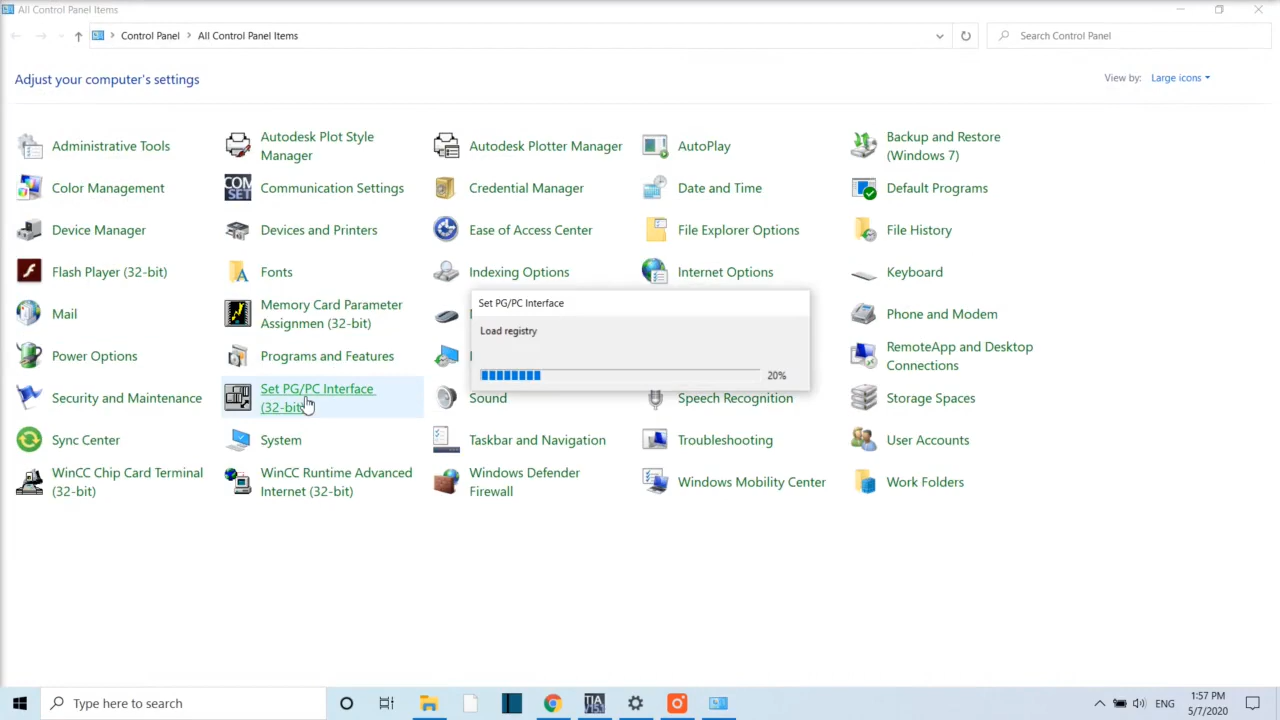 All Control Panel Items
Control Panel
All Control Panel Items
Search Control Panel
Adjust your computer's settings
View by:
Large icons
Administrative Tools
Autodesk Plot Style
Manager
Autodesk Plotter Manager
AutoPlay
Backup and Restore
(Windows 7)
Color Management
COM
SET
Communication Settings
Credential Manager
Date and Time
Default Programs
Device Manager
Devices and Printers
Ease of Access Center
File Explorer Options
File History
Flash Player (32-bit)
Fonts
Indexing Options
Internet Options
Keyboard
Mail
Memory Card Parameter
Assignmen (32-bit)
Phone and Modem
Set PG/PC Interface
Load registry
20%
Power Options
Programs and Features
RemoteApp and Desktop
Connections
Security and Maintenance
Set PG/PC Interface
(32-bit)
Sound
Speech Recognition
Storage Spaces
Sync Center
System
Taskbar and Navigation
Troubleshooting
User Accounts
WinCC Chip Card Terminal
(32-bit)
WinCC Runtime Advanced
Internet (32-bit)
Windows Defender
Firewall
Windows Mobility Center
Work Folders
Type here to search
TIA
ENG
1:57 PM
5/7/2020